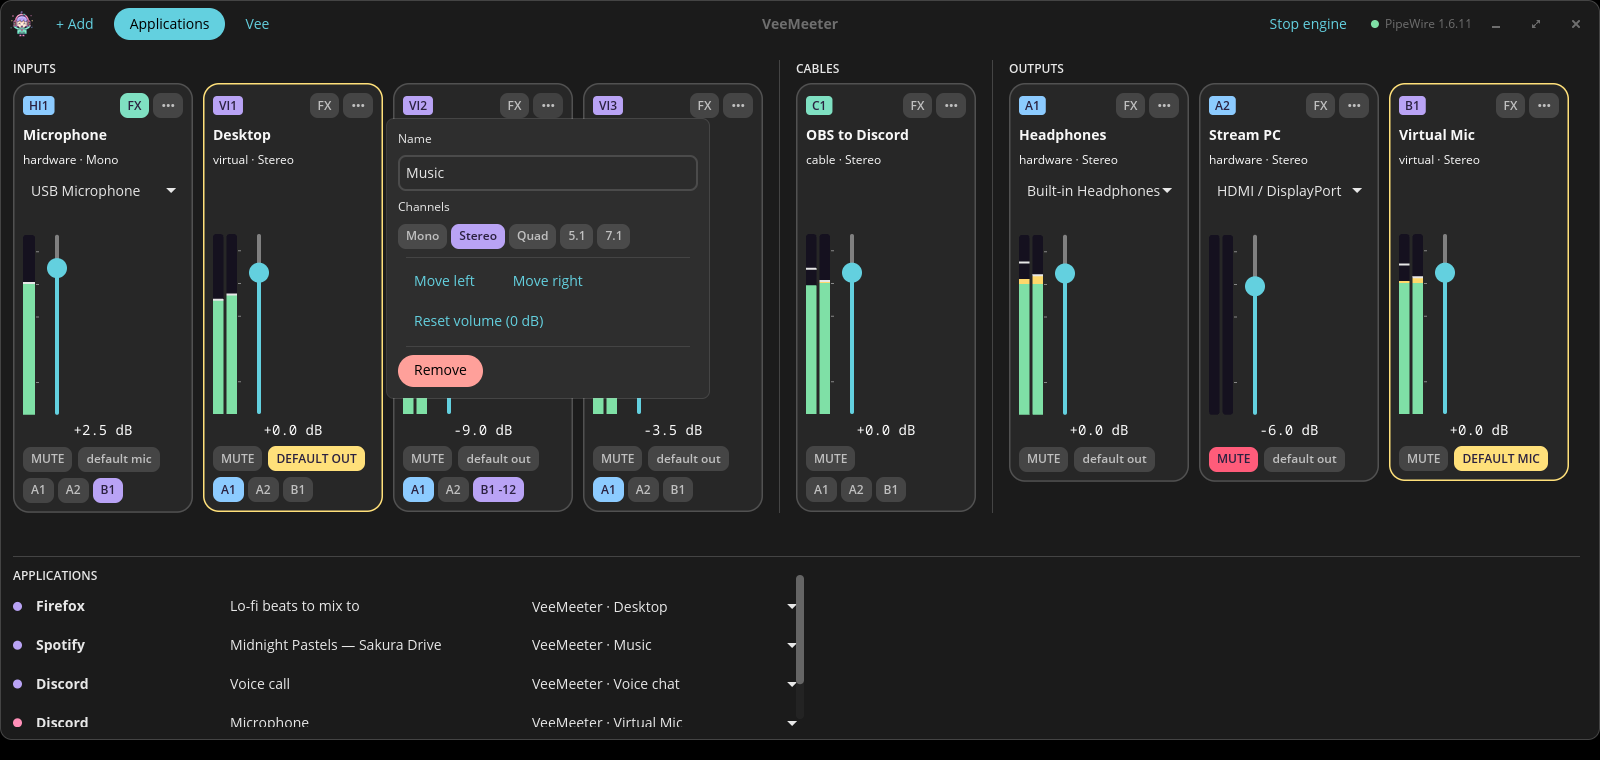 + Add
Applications
Vee
VeeMeeter
Stop engine
PipeWire 1.6.11
INPUTS
HI1
FX
Microphone
hardware · Mono
USB Microphone
+2.5 dB
MUTE
default mic
A1
A2
B1
VI1
FX
Desktop
virtual · Stereo
+0.0 dB
MUTE
DEFAULT OUT
A1
A2
B1
VI2
FX
Name
Music
Channels
Mono
Stereo
Quad
5.1
7.1
Move left
Move right
Reset volume (0 dB)
Remove
-9.0 dB
MUTE
default out
A1
A2
B1 -12
VI3
FX
-3.5 dB
MUTE
default out
A1
A2
B1
CABLES
C1
FX
OBS to Discord
cable · Stereo
+0.0 dB
MUTE
A1
A2
B1
OUTPUTS
A1
FX
Headphones
hardware · Stereo
Built-in Headphones
+0.0 dB
MUTE
default out
A2
FX
Stream PC
hardware · Stereo
HDMI / DisplayPort
-6.0 dB
MUTE
default out
B1
FX
Virtual Mic
virtual · Stereo
+0.0 dB
MUTE
DEFAULT MIC
APPLICATIONS
Firefox
Lo-fi beats to mix to
VeeMeeter · Desktop
Spotify
Midnight Pastels — Sakura Drive
VeeMeeter · Music
Discord
Voice call
VeeMeeter · Voice chat
Discord
Microphone
VeeMeeter · Virtual Mic